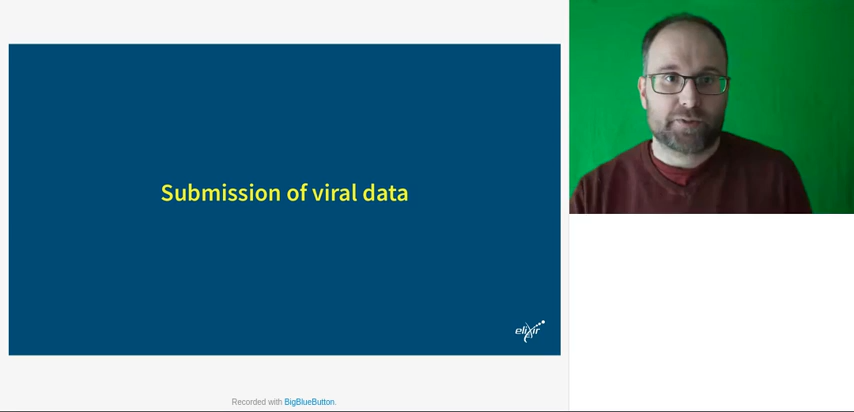 Submission of viral data
elixir
Recorded with BigBlueButton.